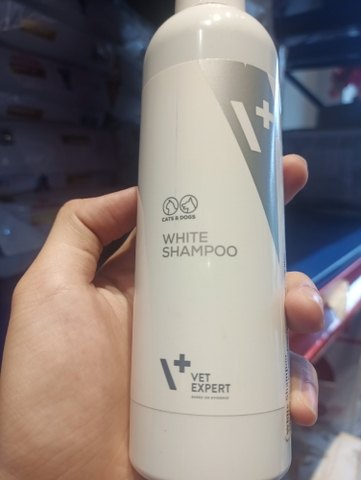 V+
CATS & DOGS
WHITE
SHAMPOO
V+
VET
EXPERT